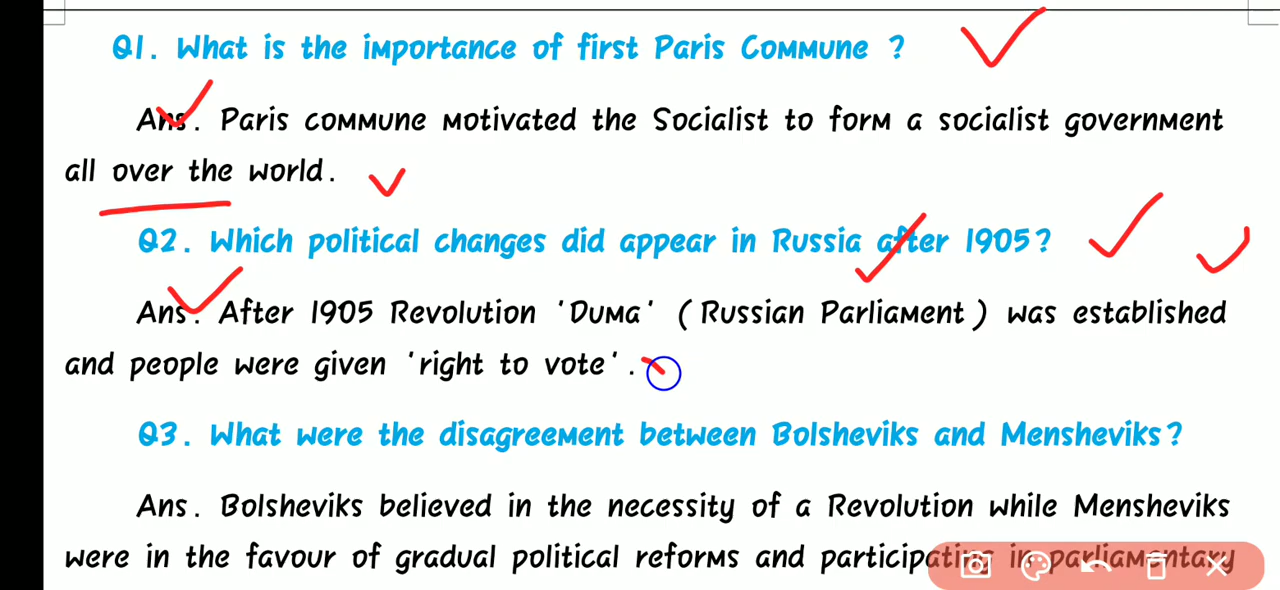 Q1. What is the importance of first Paris Commune ?
Ans. Paris commune motivated the Socialist to form a socialist government
all over the world.
Q2. Which political changes did appear in Russia after 1905?
Ans. After 1905 Revolution 'Duma' (Russian Parliament) was established
and people were given 'right to vote'.
Q3. What were the disagreement between Bolsheviks and Mensheviks?
Ans. Bolsheviks believed in the necessity of a Revolution while Mensheviks
were in the favour of gradual political reforms and participating in parliamentary